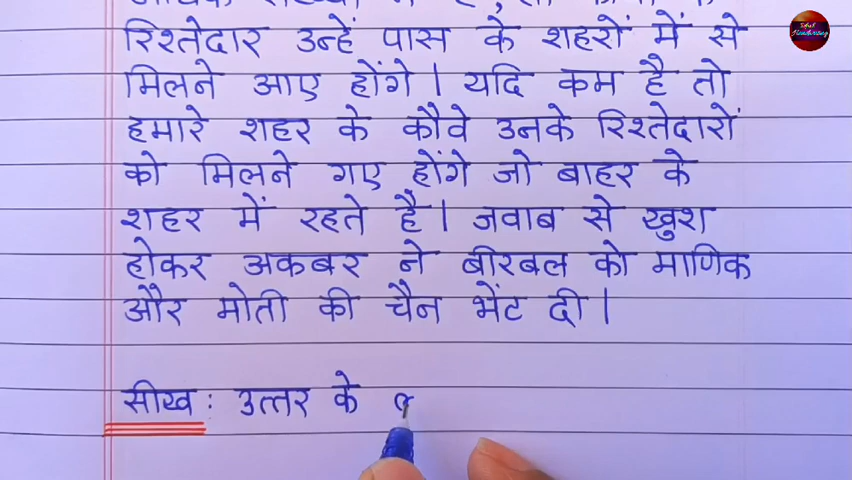 रिश्तेदार उन्हें पास के शहरों में से
मिलने आए होंगे। यदि कम है तो
हमारे शहर के कौवे उनके रिश्तेदारों
को मिलने गए होंगे जो बाहर के
शहर में रहते है। जवाब से खुश
होकर अकबर ने बीरबल को माणिक
और मोती की चैन भेंट दी।
सीख: उत्तर के